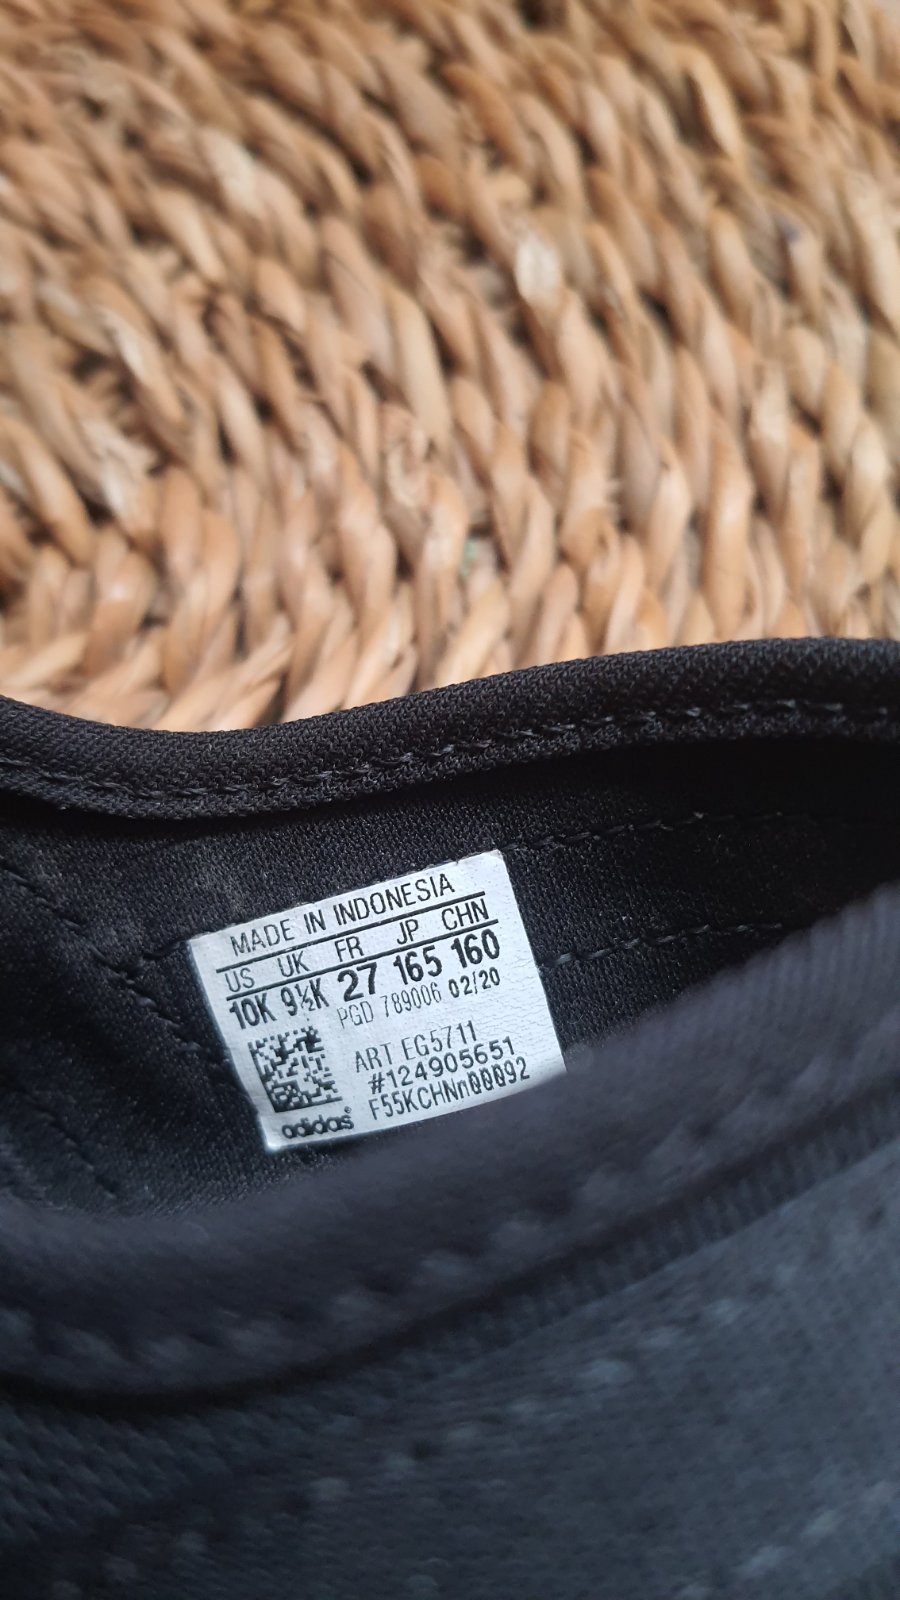 MADE IN INDONESIA
US UK FR JP CHN
10K 9½K 27 165 160
PGD 789006 02/20
ART EG5711
#124905651
F55KCHNn00092
adidas®